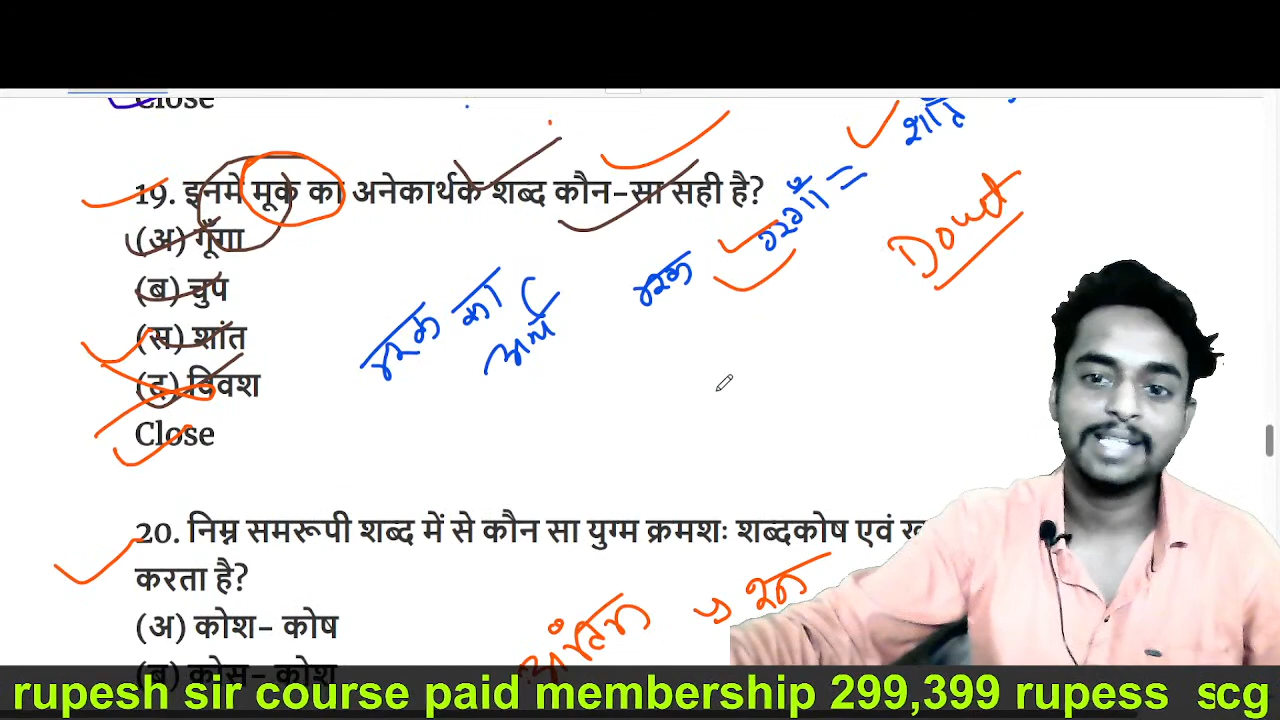 Close
19. इनमें मूक का अनेकार्थक शब्द कौन-सा सही है?
(अ) गूँगा
(ब) चुप
(स) शांत
(द) विवश
Close
Doubt
का
अर्थ
20. निम्न समरूपी शब्द में से कौन सा युग्म क्रमशः शब्दकोष एवं
करता है?
(अ) कोश- कोष
(ब) कोस- कोश
rupesh sir course paid membership 299,399 rupess scg